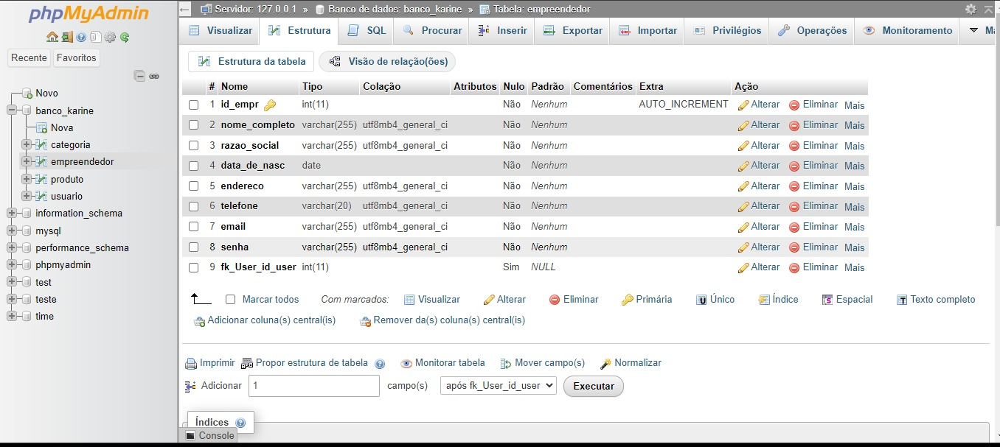 phpMyAdmin
Recente Favoritos
Novo
banco_karine
Nova
categoria
empreendedor
produto
usuario
information_schema
mysql
performance_schema
phpmyadmin
test
teste
time
Servidor: 127.0.0.1 » Banco de dados: banco_karine » Tabela: empreendedor
Visualizar Estrutura SQL Procurar Inserir Exportar Importar Privilégios Operações Monitoramento
Estrutura da tabela Visão de relação(ões)
# Nome Tipo Colação Atributos Nulo Padrão Comentários Extra Ação
1 id_empr int(11) Não Nenhum AUTO_INCREMENT Alterar Eliminar Mais
2 nome_completo varchar(255) utf8mb4_general_ci Não Nenhum Alterar Eliminar Mais
3 razao_social varchar(255) utf8mb4_general_ci Não Nenhum Alterar Eliminar Mais
4 data_de_nasc date Não Nenhum Alterar Eliminar Mais
5 endereco varchar(255) utf8mb4_general_ci Não Nenhum Alterar Eliminar Mais
6 telefone varchar(20) utf8mb4_general_ci Não Nenhum Alterar Eliminar Mais
7 email varchar(255) utf8mb4_general_ci Não Nenhum Alterar Eliminar Mais
8 senha varchar(255) utf8mb4_general_ci Não Nenhum Alterar Eliminar Mais
9 fk_User_id_user int(11) Sim NULL Alterar Eliminar Mais
Marcar todos Com marcados: Visualizar Alterar Eliminar Primária Único Índice Espacial Texto completo
Adicionar coluna(s) central(is) Remover da(s) coluna(s) central(is)
Imprimir Propor estrutura de tabela Monitorar tabela Mover campo(s) Normalizar
Adicionar 1 campo(s) após fk_User_id_user Executar
Índices
Console